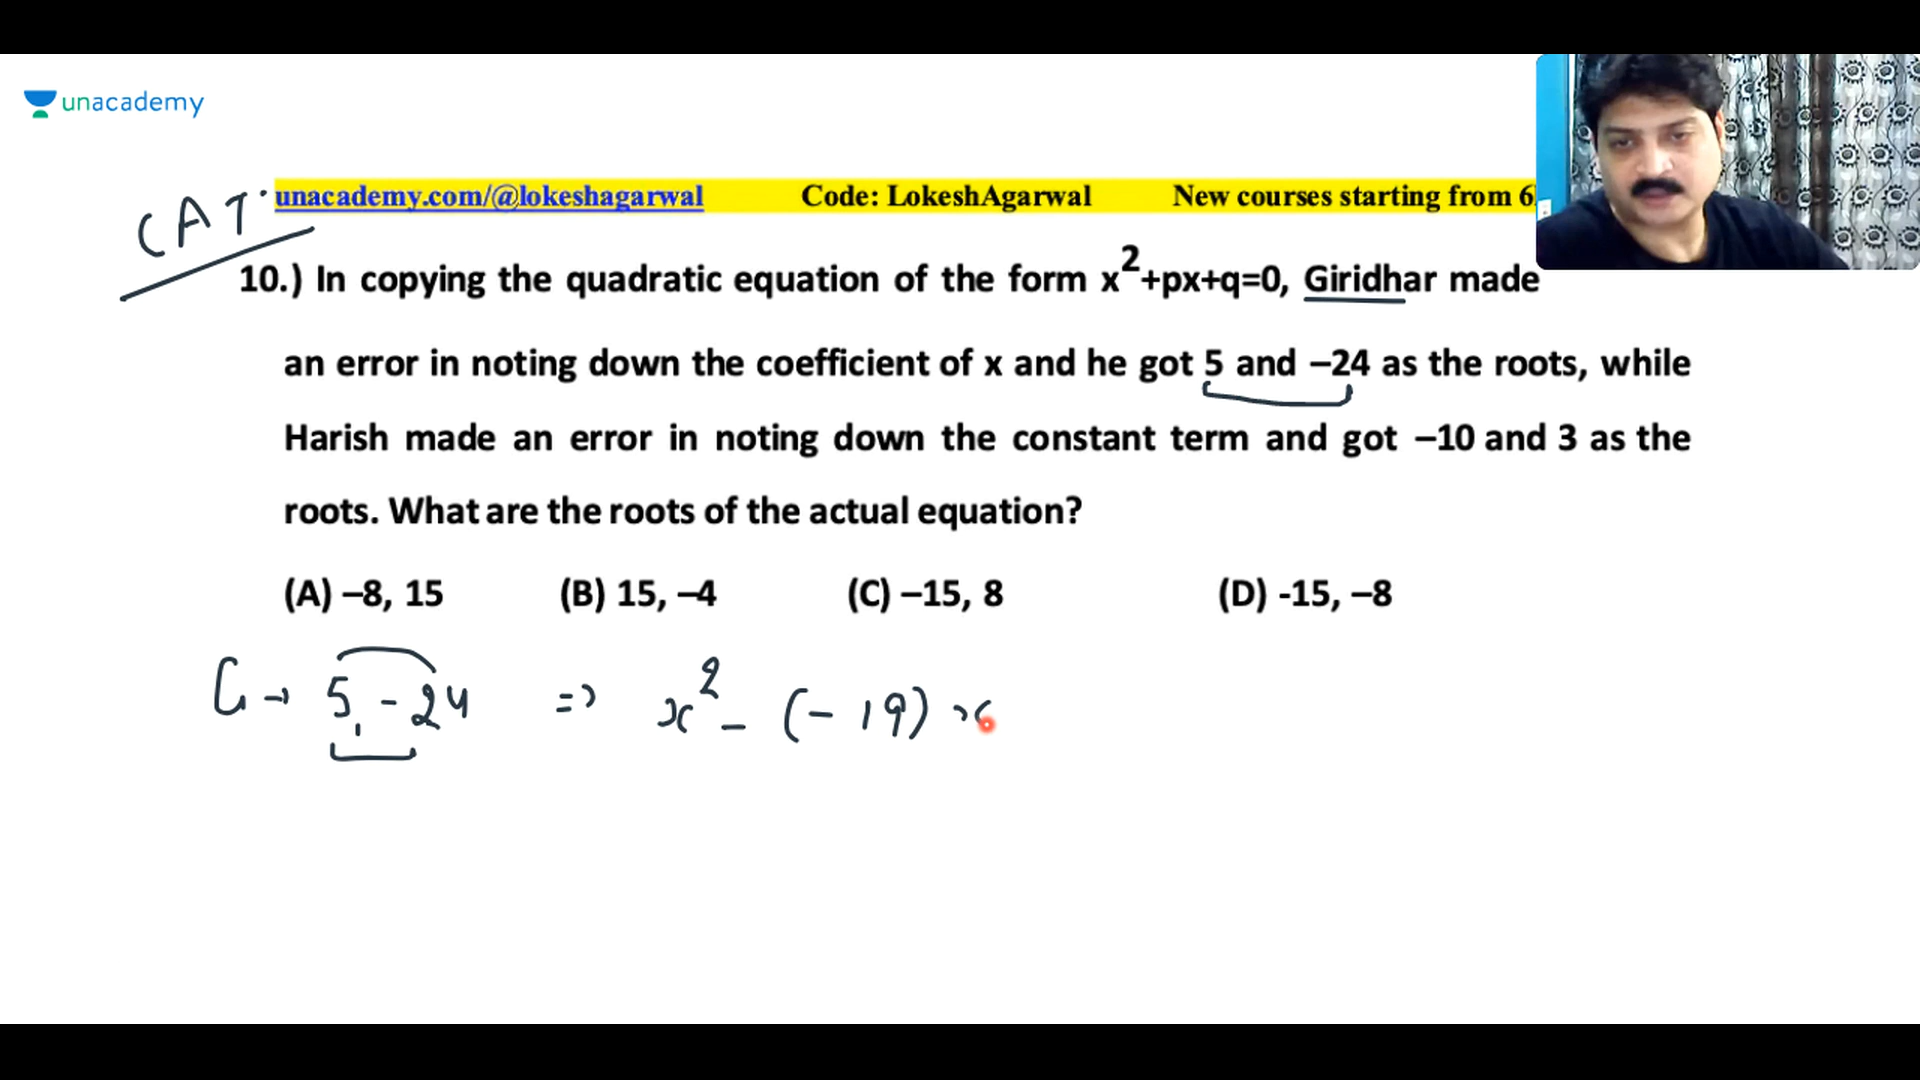 unacademy
CAT
unacademy.com/@lokeshagarwal Code: LokeshAgarwal New courses starting from 6
10.) In copying the quadratic equation of the form x²+px+q=0, Giridhar made
an error in noting down the coefficient of x and he got 5 and –24 as the roots, while
Harish made an error in noting down the constant term and got –10 and 3 as the
roots. What are the roots of the actual equation?
(A) –8, 15 (B) 15, –4 (C) –15, 8 (D) -15, –8
G → 5, - 24 => x² - (- 19) x